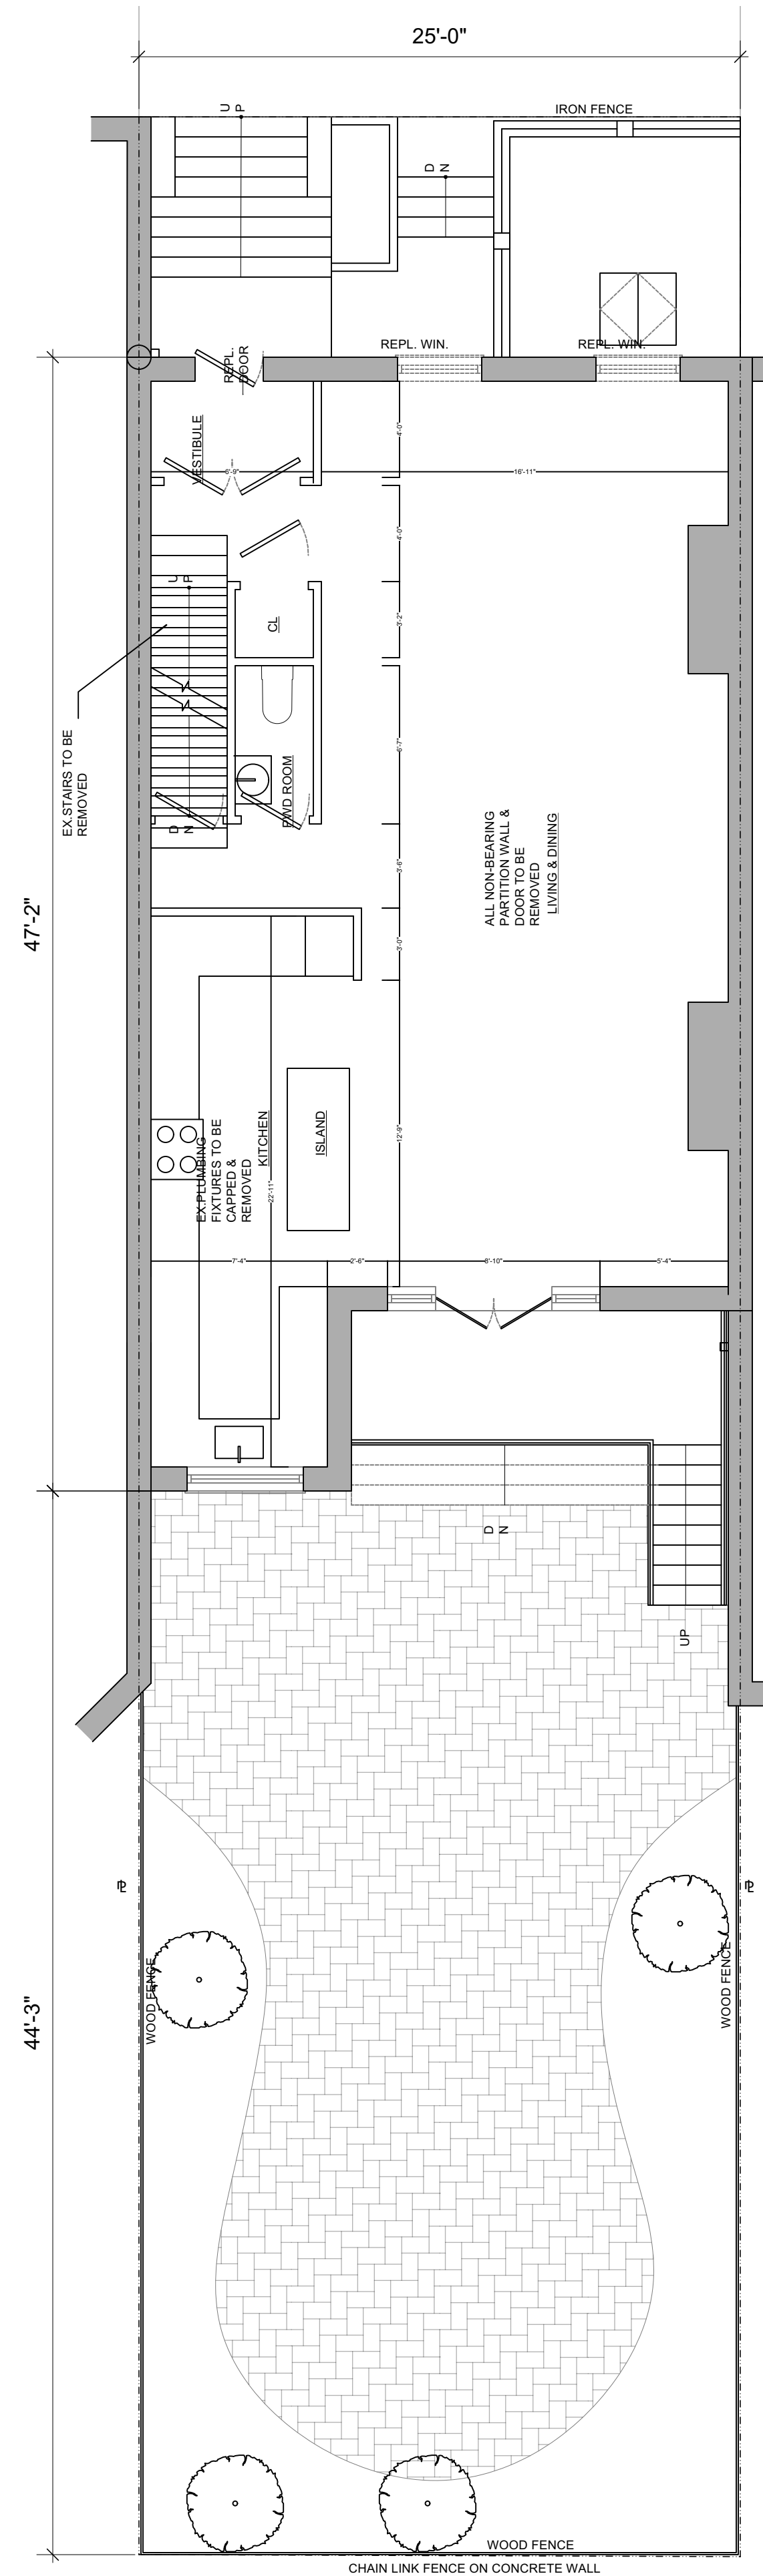 25'-0"
IRON FENCE
UP
DN
REPL. DOOR
REPL. WIN.
REPL. WIN.
VESTIBULE
4'-0"
6'-9"
16'-11"
4'-0"
UP
CL
3'-2"
EX.STAIRS TO BE
REMOVED
6'-7"
PWD ROOM
DN
ALL NON-BEARING
PARTITION WALL &
DOOR TO BE
REMOVED
LIVING & DINING
3'-6"
47'-2"
3'-0"
EX.PLUMBING
FIXTURES TO BE
CAPPED &
REMOVED
KITCHEN
ISLAND
12'-9"
22'-11"
7'-4"
2'-6"
8'-10"
5'-4"
DN
UP
PL
PL
WOOD FENCE
WOOD FENCE
44'-3"
WOOD FENCE
CHAIN LINK FENCE ON CONCRETE WALL